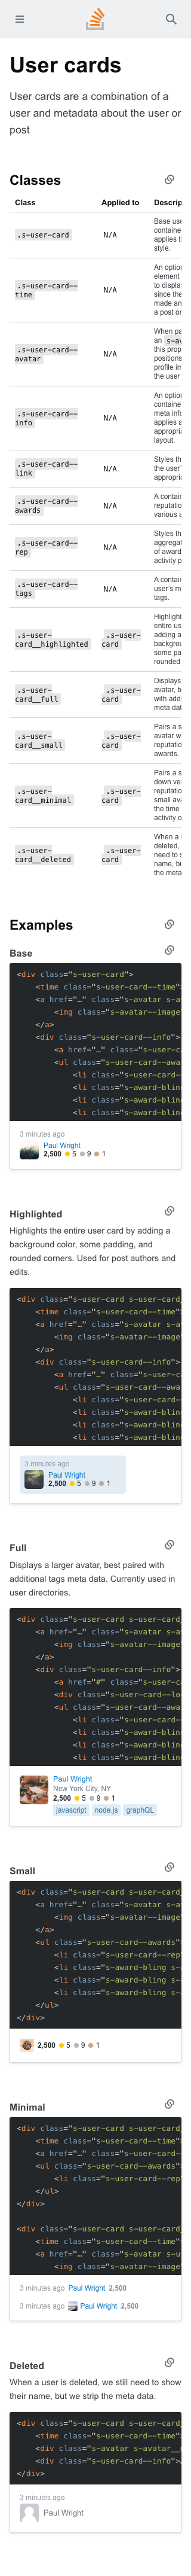 User cards
User cards are a combination of a
user and metadata about the user or
post
Classes
Class Applied to
.s-user-card N/A
Base use
containe
applies t
style.
.s-user-card--
time
N/A
An option
element
to display
since the
made an
a post or
.s-user-card--
avatar
N/A
When pa
an s-av
this prop
positions
profile im
the user
.s-user-card--
info
N/A
An option
containe
meta info
applies a
appropria
layout.
.s-user-card--
link
N/A
Styles th
the user'
appropria
.s-user-card--
awards
N/A
A contain
reputatio
various a
.s-user-card--
rep
N/A
Styles th
aggregat
of award
activity p
.s-user-card--
tags
N/A
A contain
user's m
tags.
.s-user-
card__highlighted
.s-user-
card
Highlight
entire us
adding a
backgrou
some pa
rounded
.s-user-
card__full
.s-user-
card
Displays
avatar, b
with addi
meta dat
.s-user-
card__small
.s-user-
card
Pairs a s
avatar w
reputatio
awards.
.s-user-
card__minimal
.s-user-
card
Pairs a s
down ver
reputatio
small ava
the time
activity o
.s-user-
card__deleted
.s-user-
card
When a
deleted,
need to s
name, bu
the meta
Examples
Base
<div class="s-user-card">
<time class="s-user-card--time"
<a href="…" class="s-avatar s-a
<img class="s-avatar--image"
</a>
<div class="s-user-card--info">
<a href="…" class="s-user-ca
<ul class="s-user-card--awa
<li class="s-user-card--
<li class="s-award-bling
<li class="s-award-bling
<li class="s-award-bling
3 minutes ago
Paul Wright
2,500 5 9 1
Highlighted
Highlights the entire user card by adding a
background color, some padding, and
rounded corners. Used for post authors and
edits.
<div class="s-user-card s-user-card_
<time class="s-user-card--time"
<a href="…" class="s-avatar s-a
<img class="s-avatar--image"
</a>
<div class="s-user-card--info">
<a href="…" class="s-user-ca
<ul class="s-user-card--awa
<li class="s-user-card--
<li class="s-award-bling
<li class="s-award-bling
<li class="s-award-bling
3 minutes ago
Paul Wright
2,500 5 9 1
Full
Displays a larger avatar, best paired with
additional tags meta data. Currently used in
user directories.
<div class="s-user-card s-user-card_
<a href="…" class="s-avatar s-a
<img class="s-avatar--image"
</a>
<div class="s-user-card--info">
<a href="#" class="s-user-ca
<div class="s-user-card--lo
<ul class="s-user-card--awa
<li class="s-user-card--
<li class="s-award-bling
<li class="s-award-bling
<li class="s-award-bling
Paul Wright
New York City, NY
2,500 5 9 1
javascript node.js graphQL
Small
<div class="s-user-card s-user-card_
<a href="…" class="s-avatar s-a
<img class="s-avatar--image"
</a>
<ul class="s-user-card--awards"
<li class="s-user-card--rep"
<li class="s-award-bling s-a
<li class="s-award-bling s-a
<li class="s-award-bling s-a
</ul>
</div>
2,500 5 9 1
Minimal
<div class="s-user-card s-user-card_
<time class="s-user-card--time"
<a href="…" class="s-user-card-
<ul class="s-user-card--awards"
<li class="s-user-card--rep"
</ul>
</div>
<div class="s-user-card s-user-card_
<time class="s-user-card--time"
<a href="…" class="s-avatar s-u
<img class="s-avatar--image"
3 minutes ago Paul Wright 2,500
3 minutes ago Paul Wright 2,500
Deleted
When a user is deleted, we still need to show
their name, but we strip the meta data.
<div class="s-user-card s-user-card_
<time class="s-user-card--time"
<div class="s-avatar s-avatar__
<div class="s-user-card--info">
</div>
3 minutes ago
Paul Wright